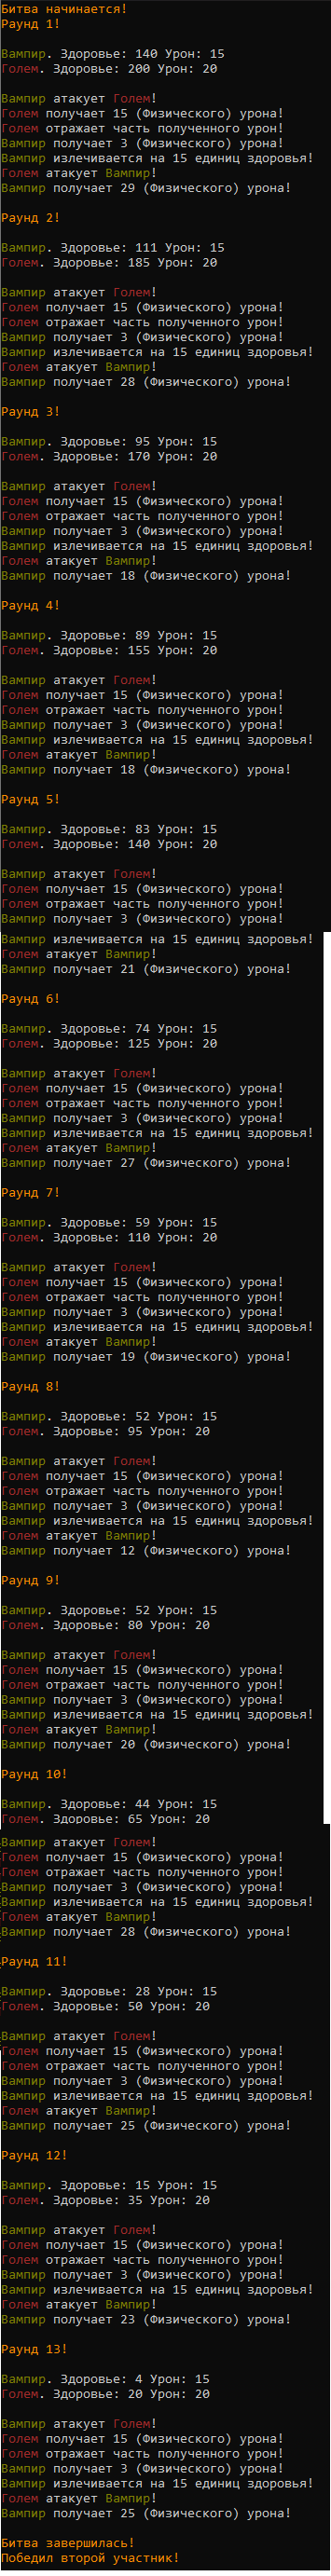 Битва начинается!
Раунд 1!
Вампир. Здоровье: 140 Урон: 15
Голем. Здоровье: 200 Урон: 20
Вампир атакует Голем!
Голем получает 15 (Физического) урона!
Голем отражает часть полученного урон!
Вампир получает 3 (Физического) урона!
Вампир излечивается на 15 единиц здоровья!
Голем атакует Вампир!
Вампир получает 29 (Физического) урона!
Раунд 2!
Вампир. Здоровье: 111 Урон: 15
Голем. Здоровье: 185 Урон: 20
Вампир атакует Голем!
Голем получает 15 (Физического) урона!
Голем отражает часть полученного урон!
Вампир получает 3 (Физического) урона!
Вампир излечивается на 15 единиц здоровья!
Голем атакует Вампир!
Вампир получает 28 (Физического) урона!
Раунд 3!
Вампир. Здоровье: 95 Урон: 15
Голем. Здоровье: 170 Урон: 20
Вампир атакует Голем!
Голем получает 15 (Физического) урона!
Голем отражает часть полученного урон!
Вампир получает 3 (Физического) урона!
Вампир излечивается на 15 единиц здоровья!
Голем атакует Вампир!
Вампир получает 18 (Физического) урона!
Раунд 4!
Вампир. Здоровье: 89 Урон: 15
Голем. Здоровье: 155 Урон: 20
Вампир атакует Голем!
Голем получает 15 (Физического) урона!
Голем отражает часть полученного урон!
Вампир получает 3 (Физического) урона!
Вампир излечивается на 15 единиц здоровья!
Голем атакует Вампир!
Вампир получает 18 (Физического) урона!
Раунд 5!
Вампир. Здоровье: 83 Урон: 15
Голем. Здоровье: 140 Урон: 20
Вампир атакует Голем!
Голем получает 15 (Физического) урона!
Голем отражает часть полученного урон!
Вампир получает 3 (Физического) урона!
Вампир излечивается на 15 единиц здоровья!
Голем атакует Вампир!
Вампир получает 21 (Физического) урона!
Раунд 6!
Вампир. Здоровье: 74 Урон: 15
Голем. Здоровье: 125 Урон: 20
Вампир атакует Голем!
Голем получает 15 (Физического) урона!
Голем отражает часть полученного урон!
Вампир получает 3 (Физического) урона!
Вампир излечивается на 15 единиц здоровья!
Голем атакует Вампир!
Вампир получает 27 (Физического) урона!
Раунд 7!
Вампир. Здоровье: 59 Урон: 15
Голем. Здоровье: 110 Урон: 20
Вампир атакует Голем!
Голем получает 15 (Физического) урона!
Голем отражает часть полученного урон!
Вампир получает 3 (Физического) урона!
Вампир излечивается на 15 единиц здоровья!
Голем атакует Вампир!
Вампир получает 19 (Физического) урона!
Раунд 8!
Вампир. Здоровье: 52 Урон: 15
Голем. Здоровье: 95 Урон: 20
Вампир атакует Голем!
Голем получает 15 (Физического) урона!
Голем отражает часть полученного урон!
Вампир получает 3 (Физического) урона!
Вампир излечивается на 15 единиц здоровья!
Голем атакует Вампир!
Вампир получает 12 (Физического) урона!
Раунд 9!
Вампир. Здоровье: 52 Урон: 15
Голем. Здоровье: 80 Урон: 20
Вампир атакует Голем!
Голем получает 15 (Физического) урона!
Голем отражает часть полученного урон!
Вампир получает 3 (Физического) урона!
Вампир излечивается на 15 единиц здоровья!
Голем атакует Вампир!
Вампир получает 20 (Физического) урона!
Раунд 10!
Вампир. Здоровье: 44 Урон: 15
Голем. Здоровье: 65 Урон: 20
Вампир атакует Голем!
Голем получает 15 (Физического) урона!
Голем отражает часть полученного урон!
Вампир получает 3 (Физического) урона!
Вампир излечивается на 15 единиц здоровья!
Голем атакует Вампир!
Вампир получает 28 (Физического) урона!
Раунд 11!
Вампир. Здоровье: 28 Урон: 15
Голем. Здоровье: 50 Урон: 20
Вампир атакует Голем!
Голем получает 15 (Физического) урона!
Голем отражает часть полученного урон!
Вампир получает 3 (Физического) урона!
Вампир излечивается на 15 единиц здоровья!
Голем атакует Вампир!
Вампир получает 25 (Физического) урона!
Раунд 12!
Вампир. Здоровье: 15 Урон: 15
Голем. Здоровье: 35 Урон: 20
Вампир атакует Голем!
Голем получает 15 (Физического) урона!
Голем отражает часть полученного урон!
Вампир получает 3 (Физического) урона!
Вампир излечивается на 15 единиц здоровья!
Голем атакует Вампир!
Вампир получает 23 (Физического) урона!
Раунд 13!
Вампир. Здоровье: 4 Урон: 15
Голем. Здоровье: 20 Урон: 20
Вампир атакует Голем!
Голем получает 15 (Физического) урона!
Голем отражает часть полученного урон!
Вампир получает 3 (Физического) урона!
Вампир излечивается на 15 единиц здоровья!
Голем атакует Вампир!
Вампир получает 25 (Физического) урона!
Битва завершилась!
Победил второй участник!